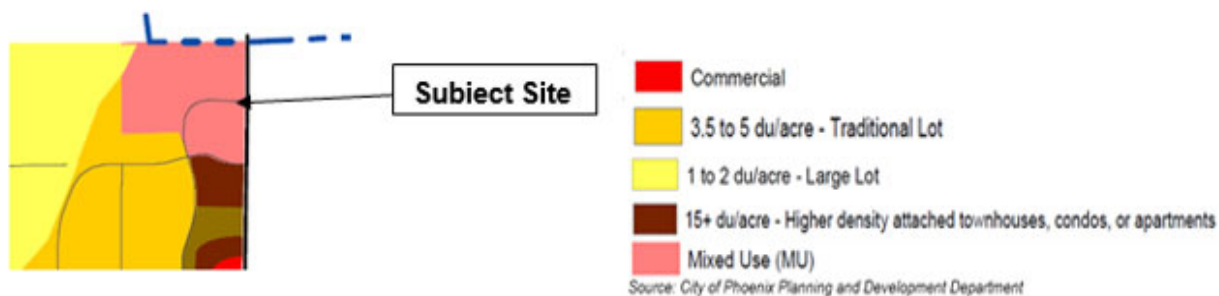 Subiect Site
Commercial
3.5 to 5 du/acre - Traditional Lot
1 to 2 du/acre - Large Lot
15+ du/acre - Higher density attached townhouses, condos, or apartments
Mixed Use (MU)
Source: City of Phoenix Planning and Development Department